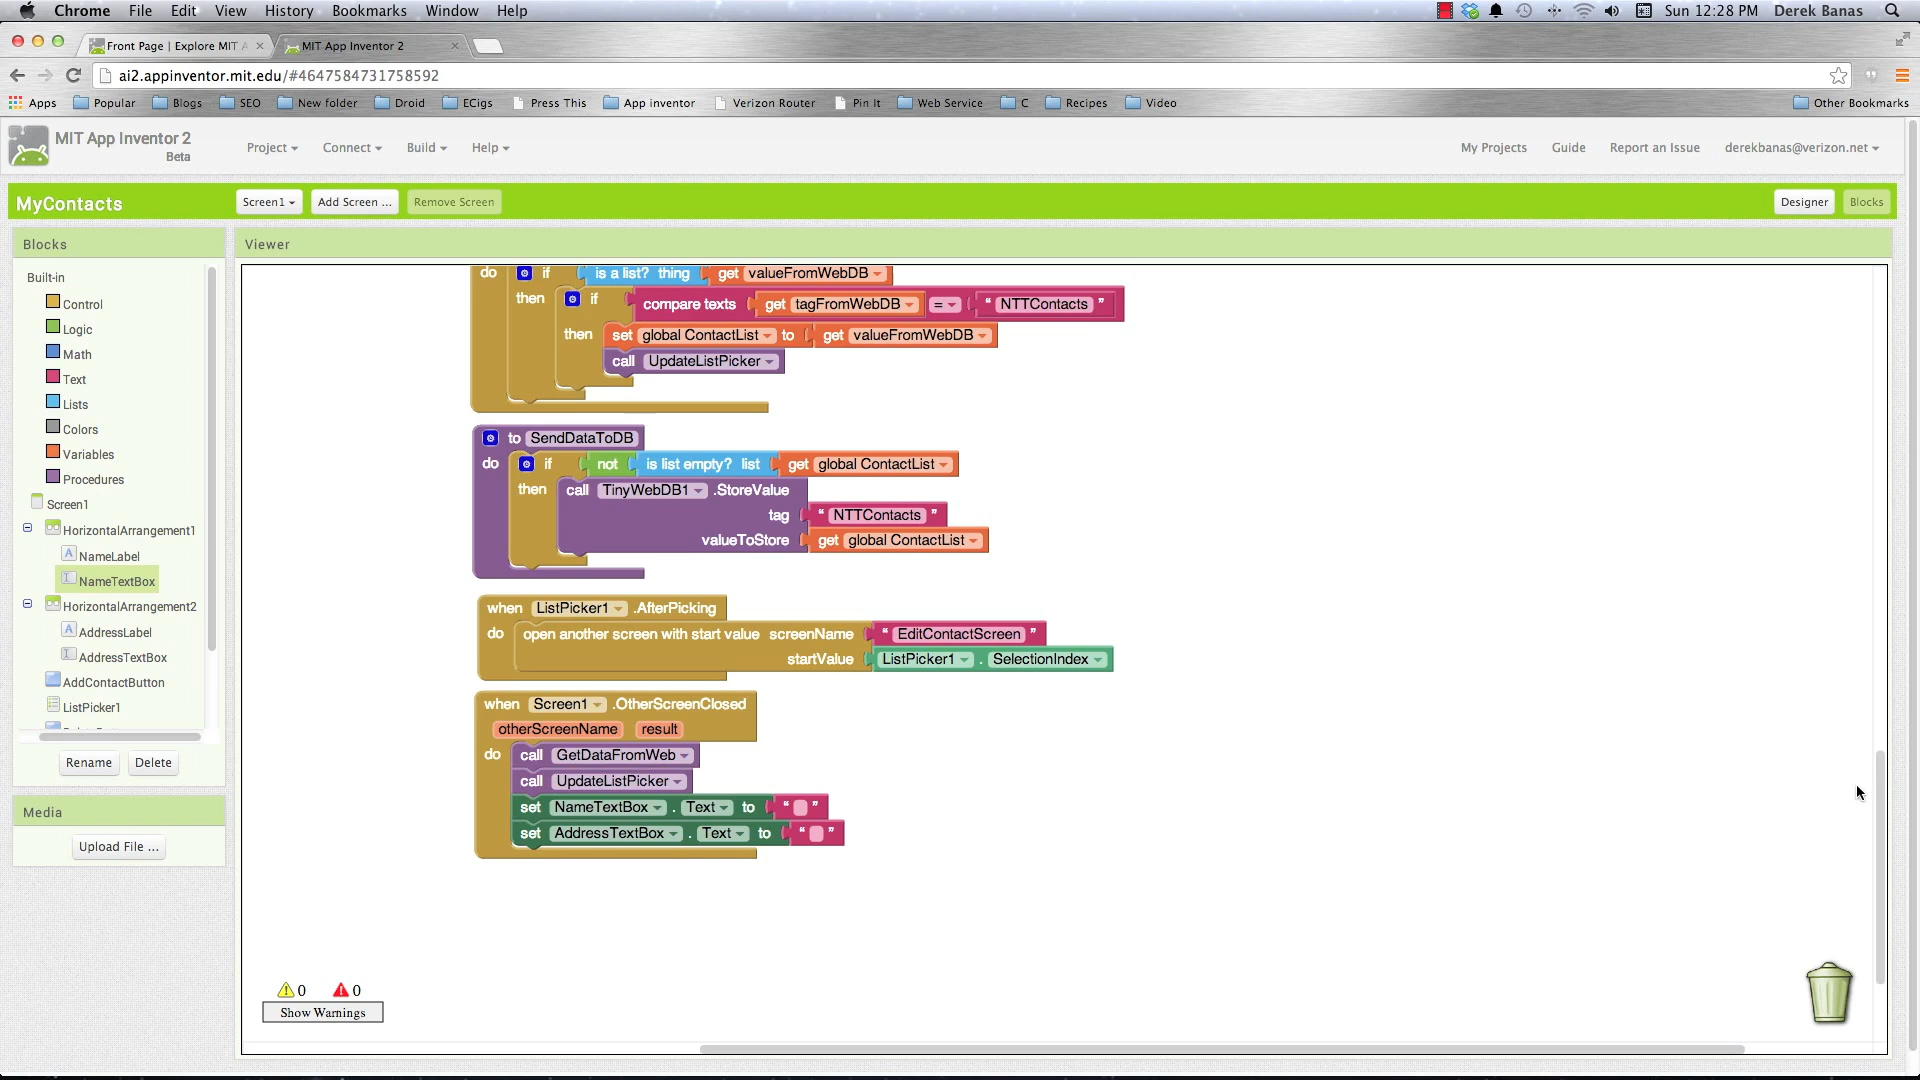 Chrome File Edit View History Bookmarks Window Help Sun 12:28 PM Derek Banas
Front Page | Explore MIT A MIT App Inventor 2
ai2.appinventor.mit.edu/#4647584731758592
Apps Popular Blogs SEO New folder Droid ECigs Press This App inventor Verizon Router Pin It Web Service C Recipes Video Other Bookmarks
MIT App Inventor 2
Beta
Project Connect Build Help My Projects Guide Report an Issue derekbanas@verizon.net
MyContacts Screen1 Add Screen ... Remove Screen Designer Blocks
Blocks
Built-in
Control
Logic
Math
Text
Lists
Colors
Variables
Procedures
Screen1
HorizontalArrangement1
NameLabel
NameTextBox
HorizontalArrangement2
AddressLabel
AddressTextBox
AddContactButton
ListPicker1
Rename Delete
Media
Upload File ...
Viewer
do if is a list? thing get valueFromWebDB
then if compare texts get tagFromWebDB = " NTTContacts "
then set global ContactList to get valueFromWebDB
call UpdateListPicker
to SendDataToDB
do if not is list empty? list get global ContactList
then call TinyWebDB1 .StoreValue
tag " NTTContacts "
valueToStore get global ContactList
when ListPicker1 .AfterPicking
do open another screen with start value screenName " EditContactScreen "
startValue ListPicker1 . SelectionIndex
when Screen1 .OtherScreenClosed
otherScreenName result
do call GetDataFromWeb
call UpdateListPicker
set NameTextBox . Text to " "
set AddressTextBox . Text to " "
0 0
Show Warnings